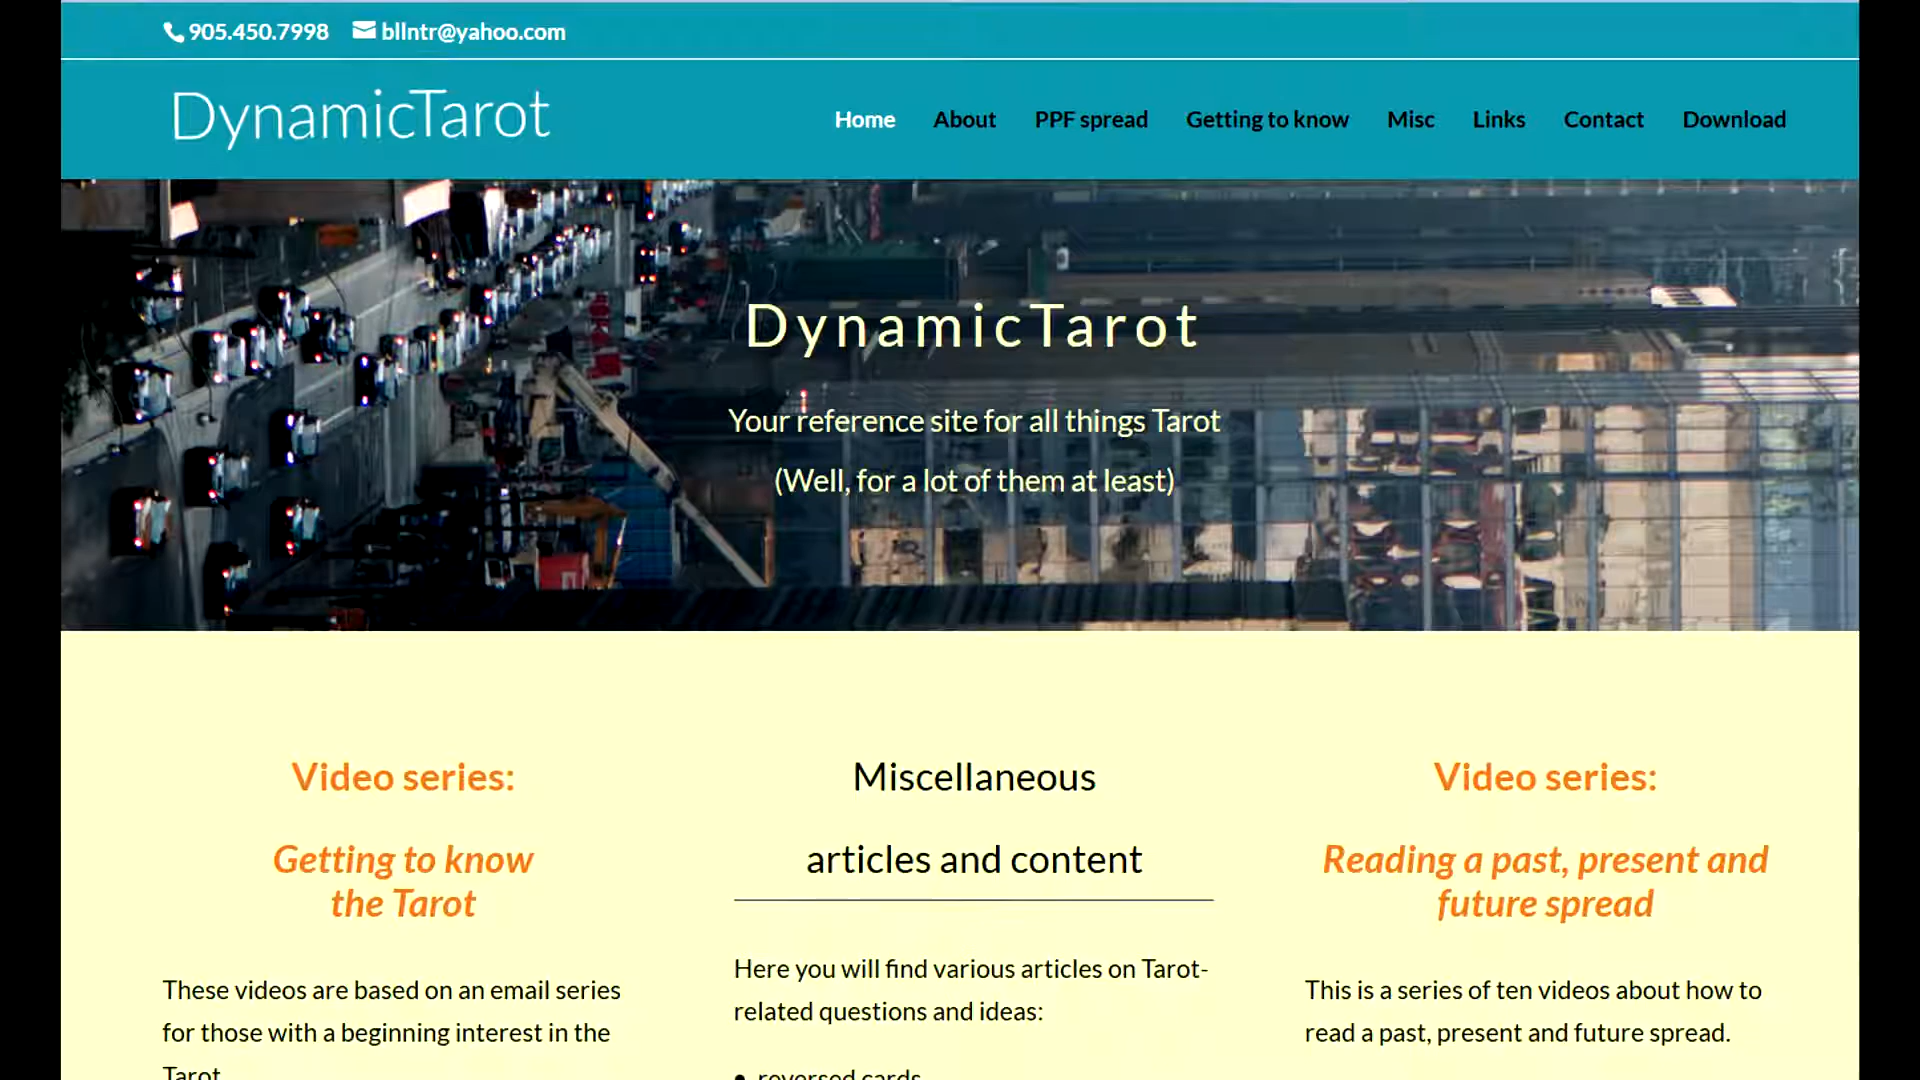 905.450.7998 bllntr@yahoo.com
DynamicTarot
Home About PPF spread Getting to know Misc Links Contact Download
DynamicTarot
Your reference site for all things Tarot
(Well, for a lot of them at least)
Video series:
Getting to know
the Tarot
These videos are based on an email series
for those with a beginning interest in the
Tarot
Miscellaneous
articles and content
Here you will find various articles on Tarot-
related questions and ideas:
• reversed cards
Video series:
Reading a past, present and
future spread
This is a series of ten videos about how to
read a past, present and future spread.